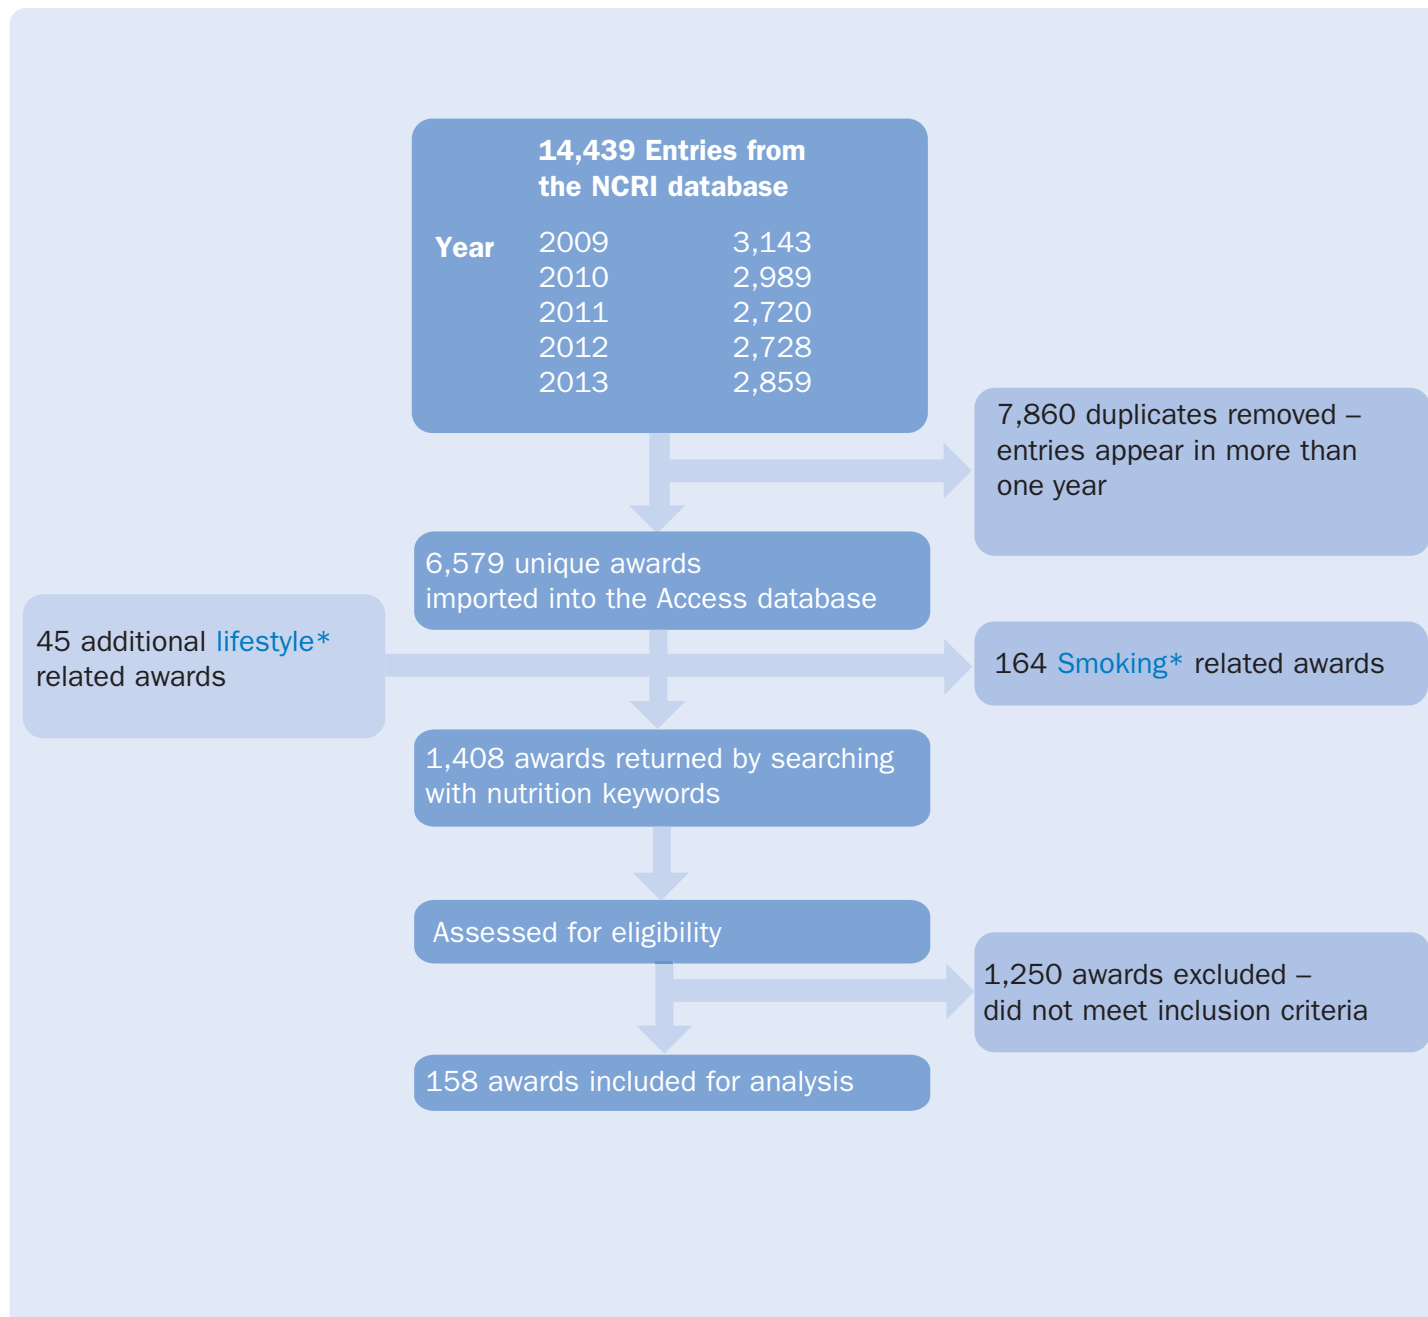 14,439 Entries from
the NCRI database
Year 2009 3,143
2010 2,989
2011 2,720
2012 2,728
2013 2,859
7,860 duplicates removed –
entries appear in more than
one year
6,579 unique awards
imported into the Access database
45 additional lifestyle*
related awards
164 Smoking* related awards
1,408 awards returned by searching
with nutrition keywords
Assessed for eligibility
1,250 awards excluded –
did not meet inclusion criteria
158 awards included for analysis